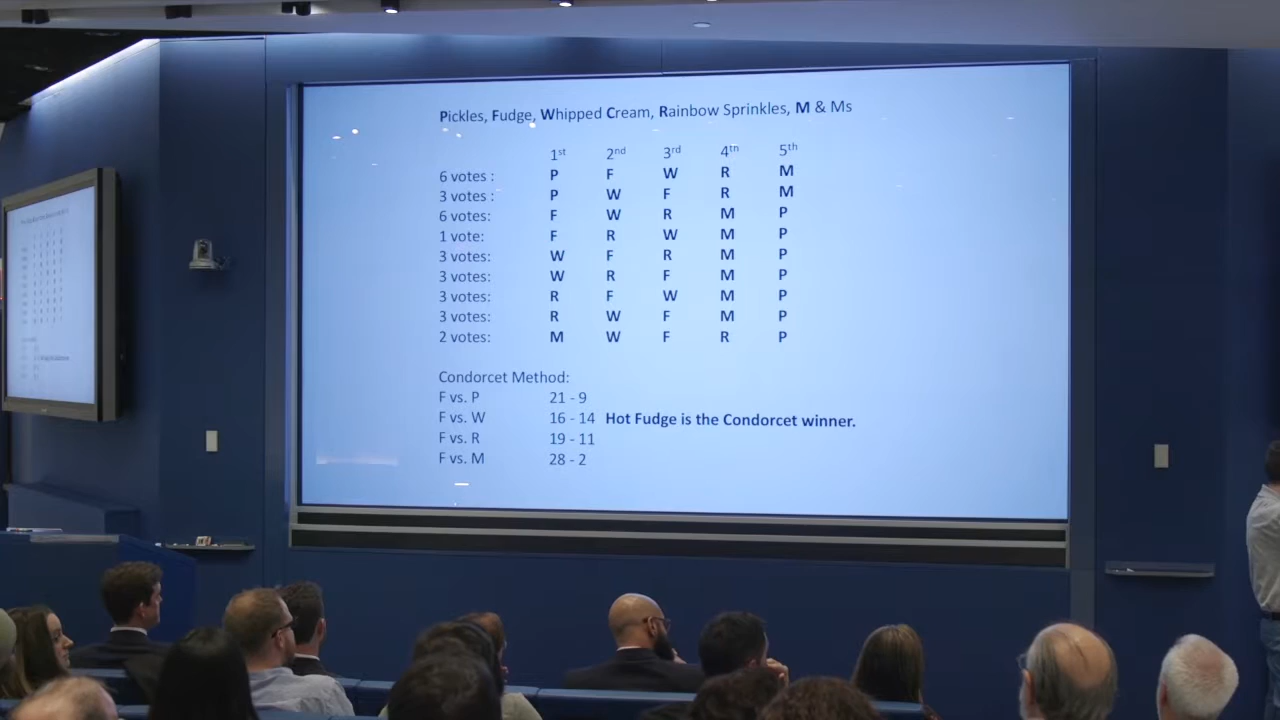 Pickles, Fudge, Whipped Cream, Rainbow Sprinkles, M & Ms
1st 2nd 3rd 4th 5th
6 votes : P F W R M
3 votes : P W F R M
6 votes: F W R M P
1 vote: F R W M P
3 votes: W F R M P
3 votes: W R F M P
3 votes: R F W M P
3 votes: R W F M P
2 votes: M W F R P
Condorcet Method:
F vs. P 21 - 9
F vs. W 16 - 14 Hot Fudge is the Condorcet winner.
F vs. R 19 - 11
F vs. M 28 - 2